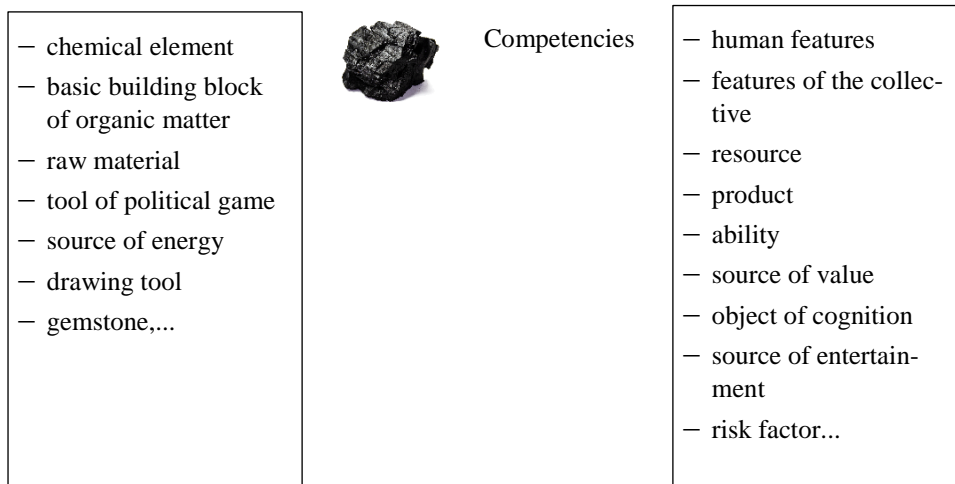 – chemical element
– basic building block
of organic matter
– raw material
– tool of political game
– source of energy
– drawing tool
– gemstone,...
Competencies
– human features
– features of the collec-
tive
– resource
– product
– ability
– source of value
– object of cognition
– source of entertain-
ment
– risk factor...